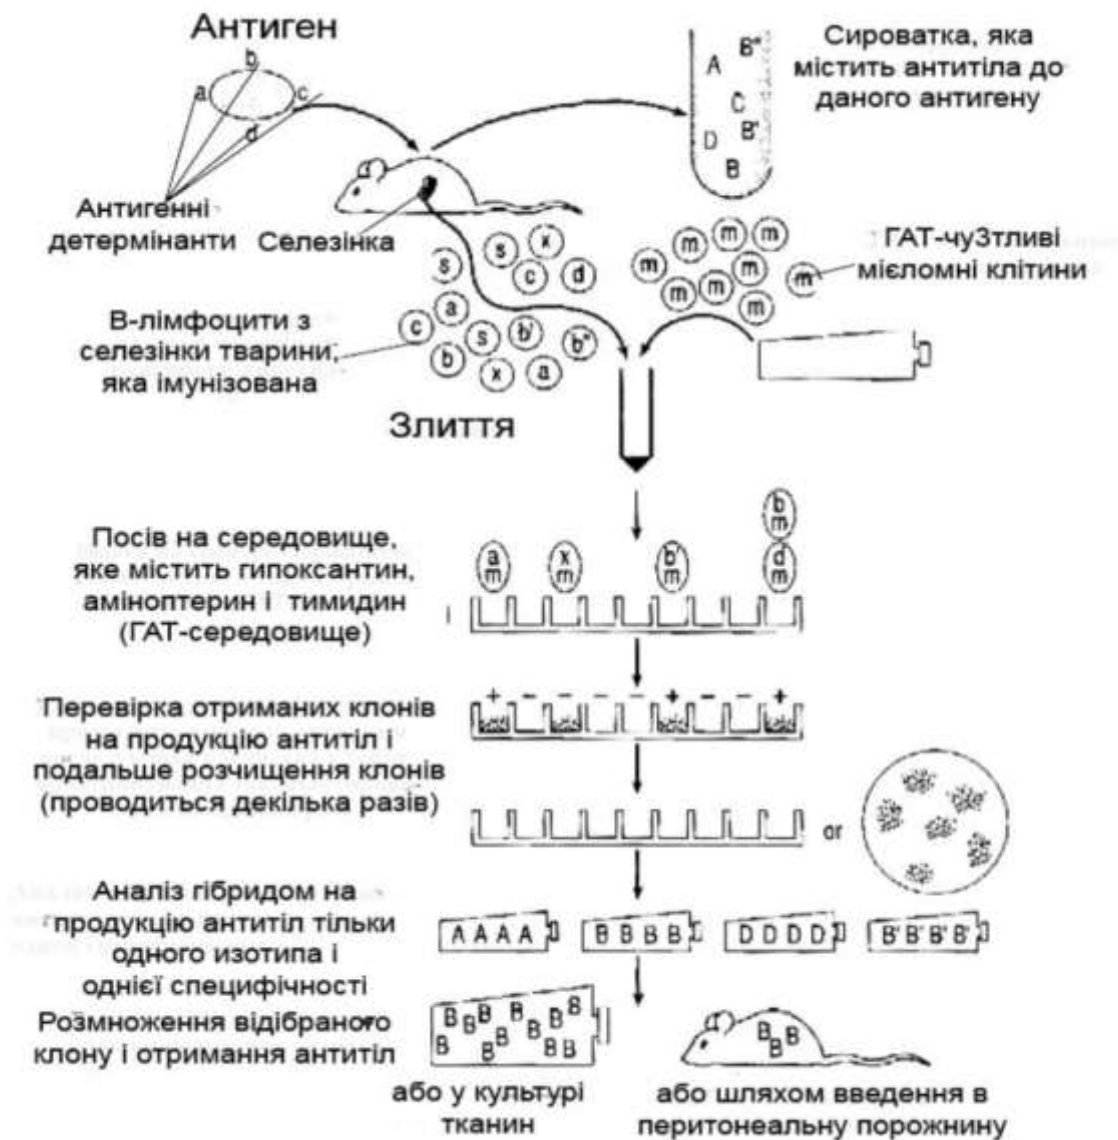 Антиген
b
a
c
d
Антигенні
детермінанти
Селезінка
Сироватка, яка
містить антитіла до
даного антигену
A B"
C
D B'
B
ГАТ-чуЗтливі
мієломні клітини
m m m
m m m m
m m
m
s s x
c d
a
c s b' b"
b x a
В-лімфоцити з
селезінки тварини,
яка імунізована
Злиття
Посів на середовище,
яке містить гипоксантин,
аміноптерин і тимидин
(ГАТ-середовище)
b
m
a x b' d
m m m m
+ - - - - + - - +
Перевірка отриманих клонів
на продукцію антитіл і
подальше розчищення клонів
(проводиться декілька разів)
or
Аналіз гібридом на
продукцію антитіл тільки
одного изотипа і
однієї специфічності
A A A A B B B B D D D D B' B' B' B'
Розмноження відібраного
клону і отримання антитіл
B B B B B B B B B B B B
B B B
або у культурі
тканин
або шляхом введення в
перитонеальну порожнину